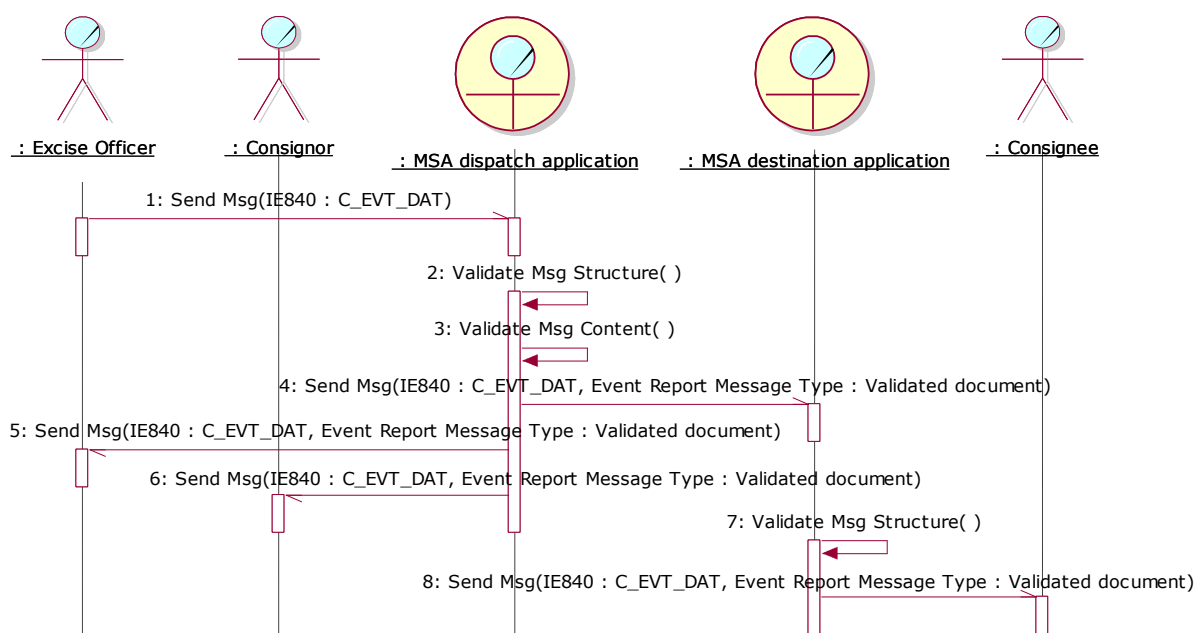 : Excise Officer
: Consignor
: MSA dispatch application
: MSA destination application
: Consignee
1: Send Msg(IE840 : C_EVT_DAT)
2: Validate Msg Structure( )
3: Validate Msg Content( )
4: Send Msg(IE840 : C_EVT_DAT, Event Report Message Type : Validated document)
5: Send Msg(IE840 : C_EVT_DAT, Event Report Message Type : Validated document)
6: Send Msg(IE840 : C_EVT_DAT, Event Report Message Type : Validated document)
7: Validate Msg Structure( )
8: Send Msg(IE840 : C_EVT_DAT, Event Report Message Type : Validated document)